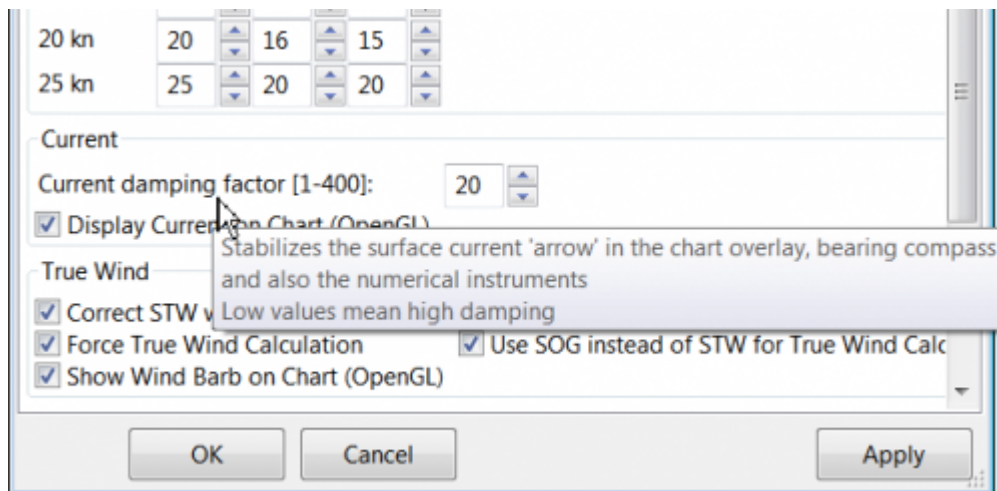 20 kn 20 16 15
25 kn 25 20 20
Current
Current damping factor [1-400]: 20
Display Current on Chart (OpenGL)
Stabilizes the surface current 'arrow' in the chart overlay, bearing compass
and also the numerical instruments
Low values mean high damping
True Wind
Correct STW
Force True Wind Calculation Use SOG instead of STW for True Wind Calc
Show Wind Barb on Chart (OpenGL)
OK Cancel Apply